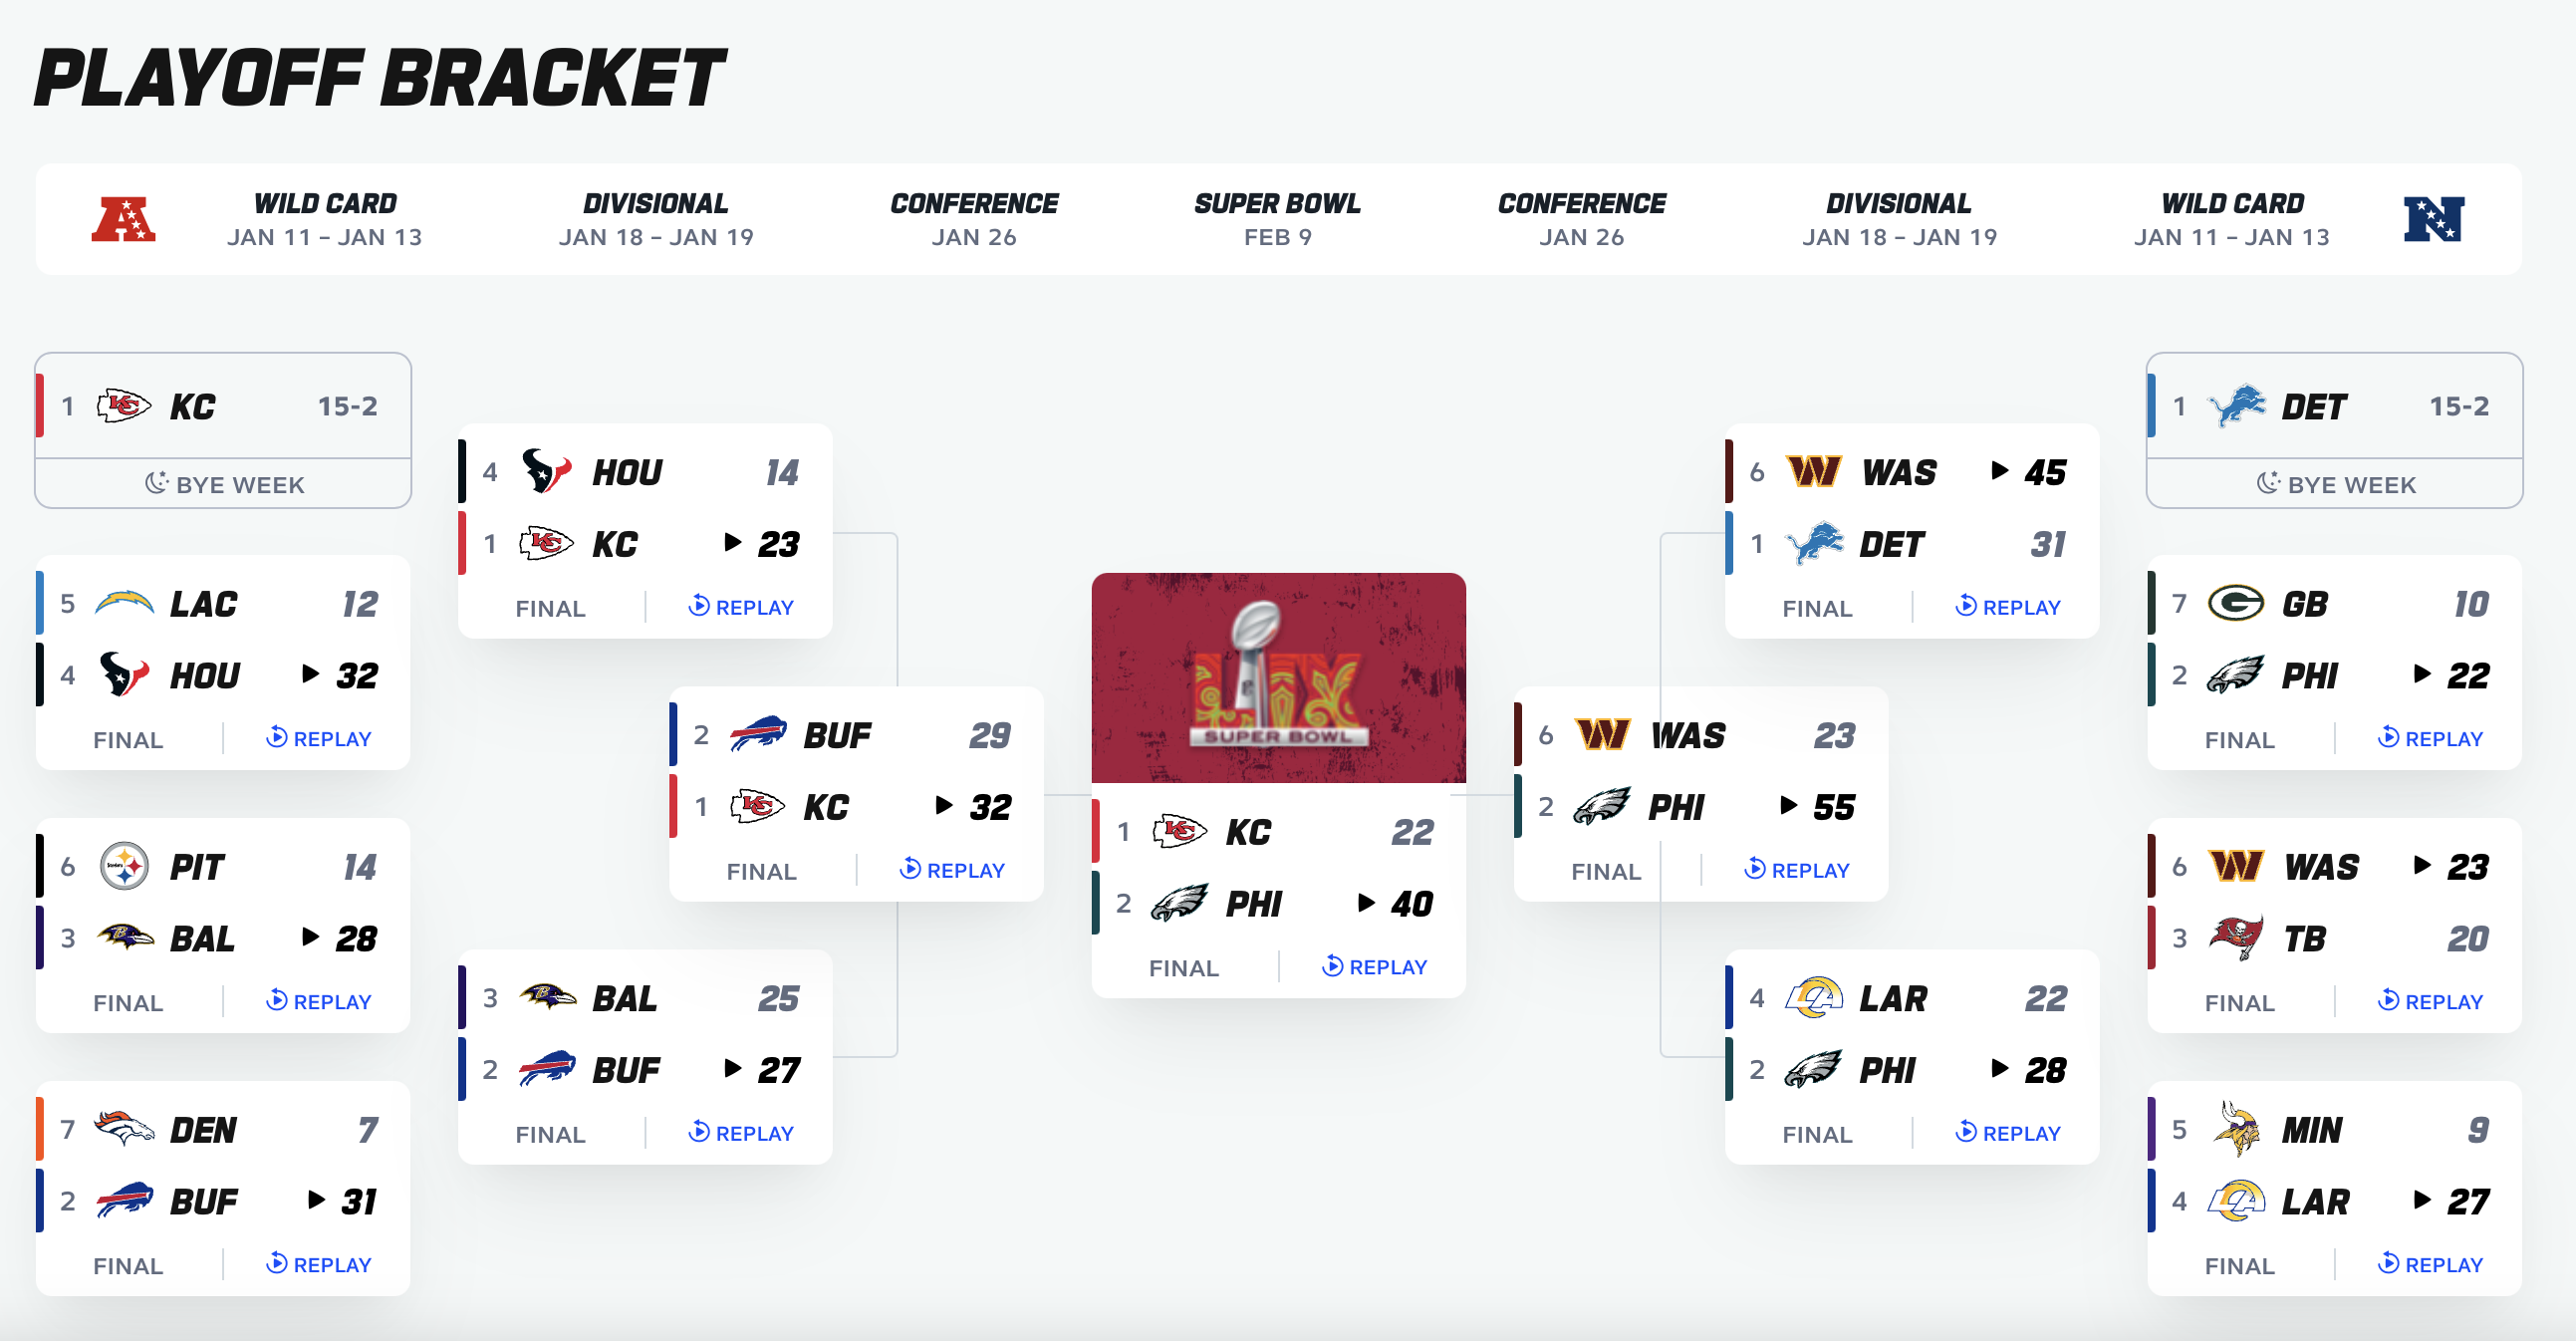 PLAYOFF BRACKET
WILD CARD
JAN 11 – JAN 13
DIVISIONAL
JAN 18 – JAN 19
CONFERENCE
JAN 26
SUPER BOWL
FEB 9
CONFERENCE
JAN 26
DIVISIONAL
JAN 18 – JAN 19
WILD CARD
JAN 11 – JAN 13
1 KC 15-2
BYE WEEK
5 LAC 12
4 HOU 32
FINAL REPLAY
6 PIT 14
3 BAL 28
FINAL REPLAY
7 DEN 7
2 BUF 31
FINAL REPLAY
4 HOU 14
1 KC 23
FINAL REPLAY
3 BAL 25
2 BUF 27
FINAL REPLAY
2 BUF 29
1 KC 32
FINAL REPLAY
LIX
SUPER BOWL
1 KC 22
2 PHI 40
FINAL REPLAY
6 WAS 23
2 PHI 55
FINAL REPLAY
6 WAS 45
1 DET 31
FINAL REPLAY
4 LAR 22
2 PHI 28
FINAL REPLAY
1 DET 15-2
BYE WEEK
7 GB 10
2 PHI 22
FINAL REPLAY
6 WAS 23
3 TB 20
FINAL REPLAY
5 MIN 9
4 LAR 27
FINAL REPLAY